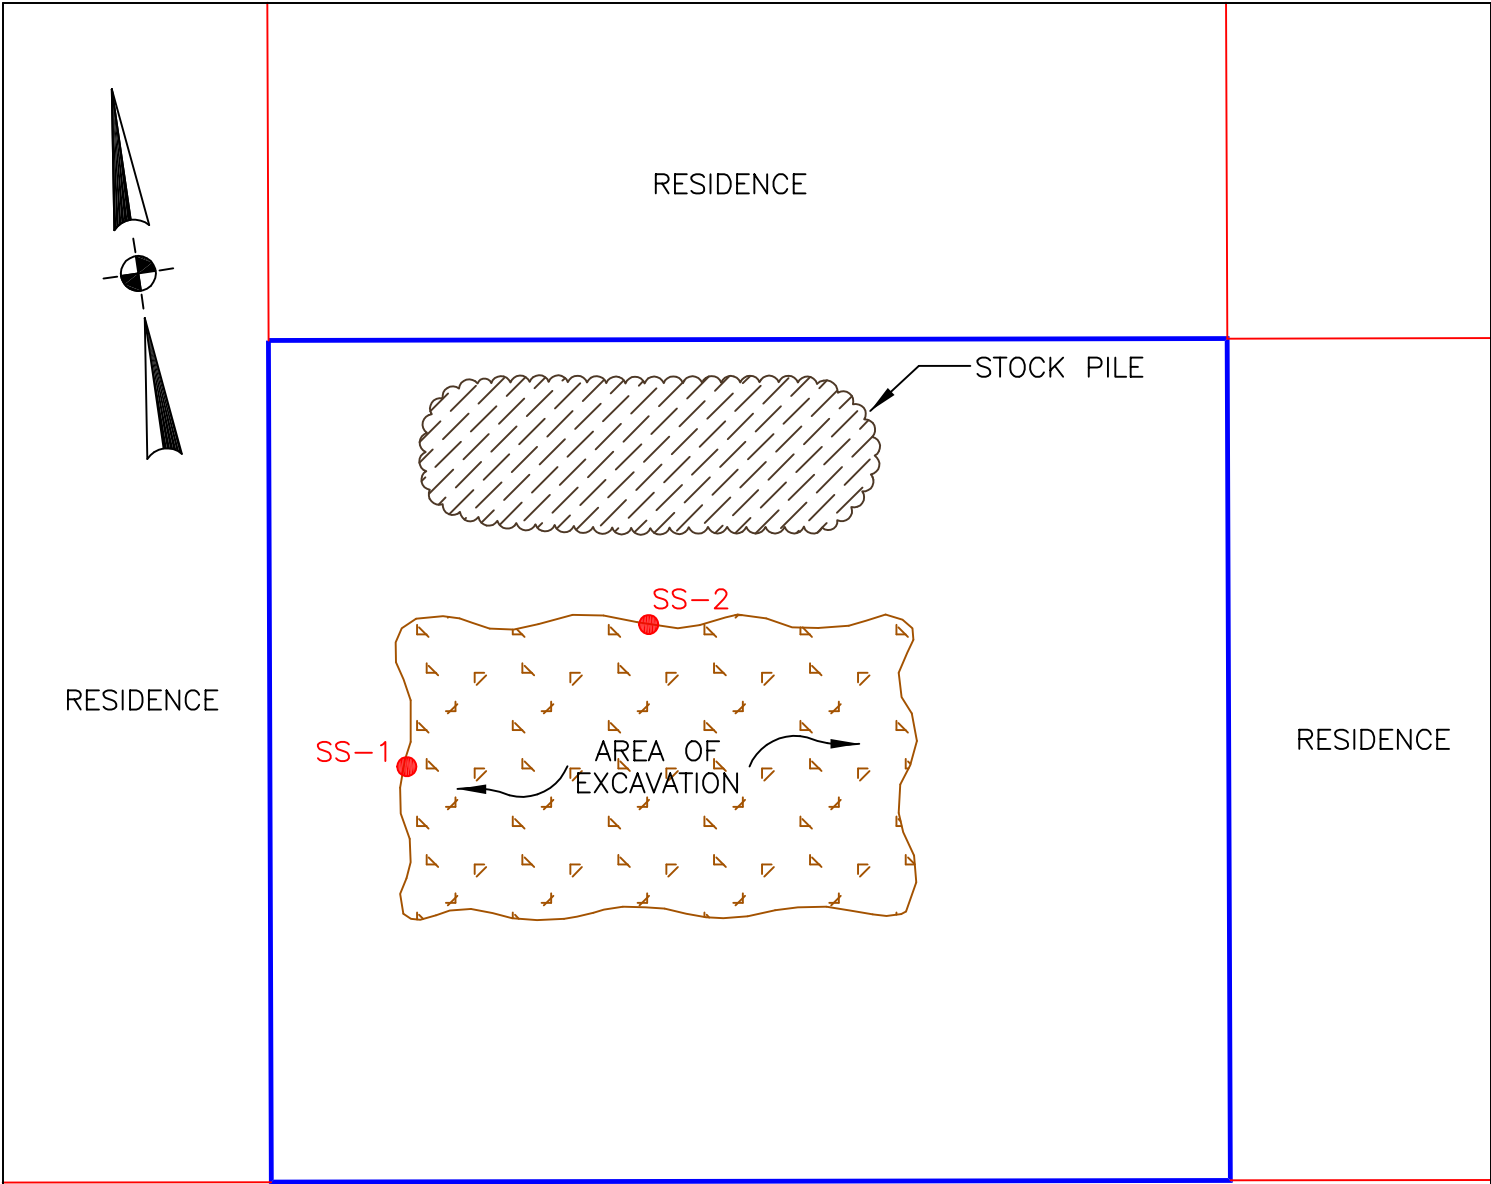 RESIDENCE
STOCK PILE
SS-2
RESIDENCE
SS-1
AREA OF
EXCAVATION
RESIDENCE